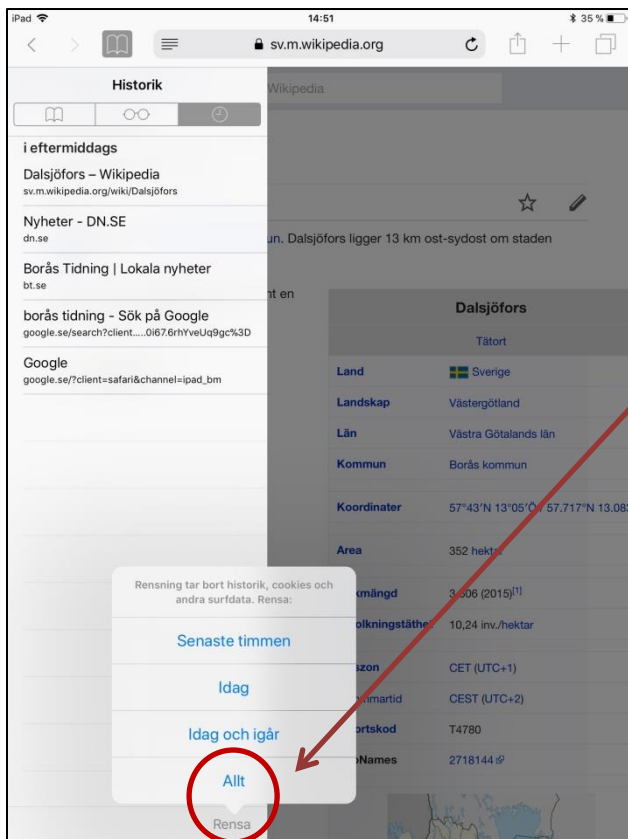 iPad 14:51 35 %
sv.m.wikipedia.org
Historik
Wikipedia
i eftermiddags
Dalsjöfors – Wikipedia
sv.m.wikipedia.org/wiki/Dalsjöfors
Nyheter - DN.SE
dn.se
un. Dalsjöfors ligger 13 km ost-sydost om staden
Borås Tidning | Lokala nyheter
bt.se
nt en
borås tidning - Sök på Google
google.se/search?client.....0i67.6rhYveUq9gc%3D
Google
google.se/?client=safari&channel=ipad_bm
Dalsjöfors
Tätort
Land Sverige
Landskap Västergötland
Län Västra Götalands län
Kommun Borås kommun
Koordinater 57°43′N 13°05′Ö / 57.717°N 13.083
Area 352 hektar
kmängd 3 606 (2015)[1]
olkningstäthet 10,24 inv./hektar
szon CET (UTC+1)
martid CEST (UTC+2)
ortskod T4780
Names 2718144
Rensning tar bort historik, cookies och
andra surfdata. Rensa:
Senaste timmen
Idag
Idag och igår
Allt
Rensa